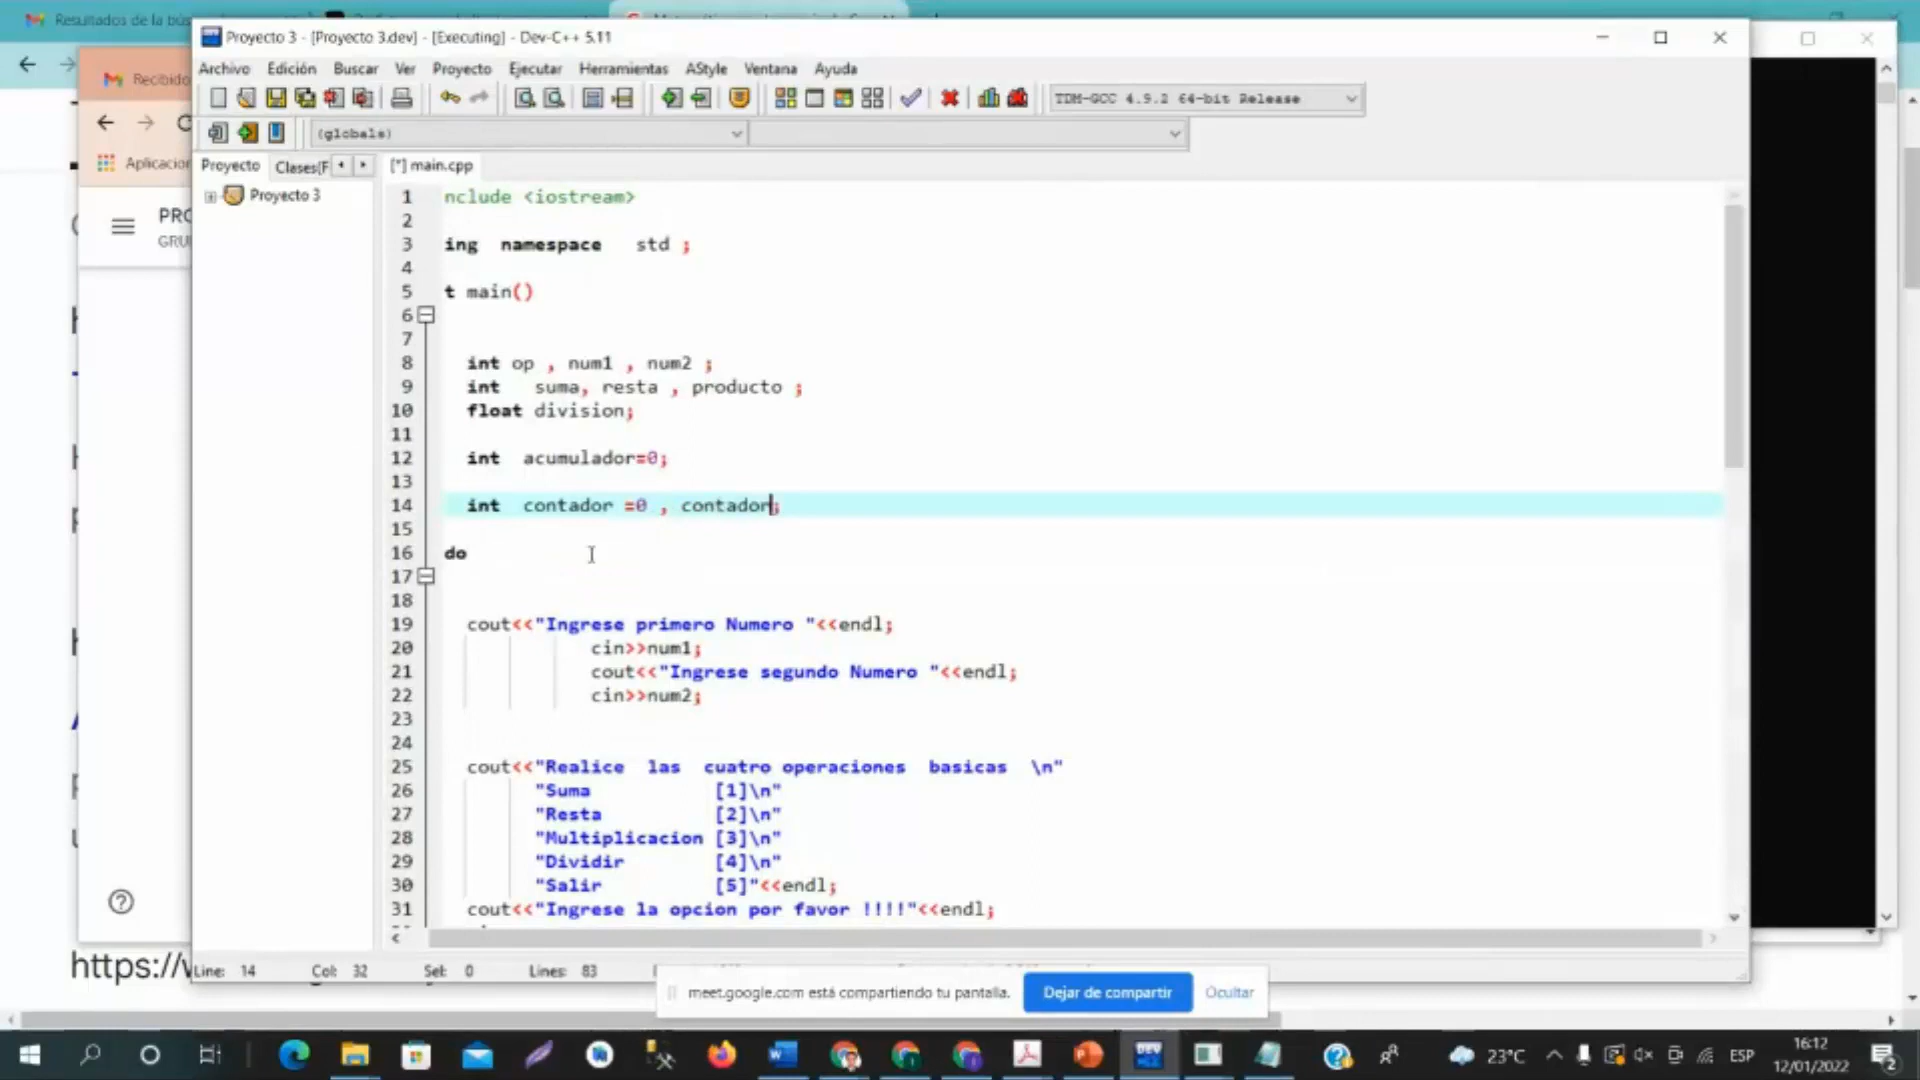 Resultados de la bús
Proyecto 3 - [Proyecto 3.dev] - [Executing] - Dev-C++ 5.11
Archivo Edición Buscar Ver Proyecto Ejecutar Herramientas AStyle Ventana Ayuda
Recibido
TDM-GCC 4.9.2 64-bit Release
(globals)
Aplicacion
Proyecto Clases(F [*] main.cpp
Proyecto 3
PRO
GRU
1 nclude <iostream>
2
3 ing namespace std ;
4
5 t main()
6
7
8 int op , num1 , num2 ;
9 int suma, resta , producto ;
10 float division;
11
12 int acumulador=0;
13
14 int contador =0 , contador;
15
16 do
17
18
19 cout<<"Ingrese primero Numero "<<endl;
20 cin>>num1;
21 cout<<"Ingrese segundo Numero "<<endl;
22 cin>>num2;
23
24
25 cout<<"Realice las cuatro operaciones basicas \n"
26 "Suma [1]\n"
27 "Resta [2]\n"
28 "Multiplicacion [3]\n"
29 "Dividir [4]\n"
30 "Salir [5]"<<endl;
31 cout<<"Ingrese la opcion por favor !!!!"<<endl;
https://w
Line: 14 Col: 32 Sel: 0 Lines: 83
meet.google.com está compartiendo tu pantalla. Dejar de compartir Ocultar
23°C ESP 16:12
12/01/2022
2